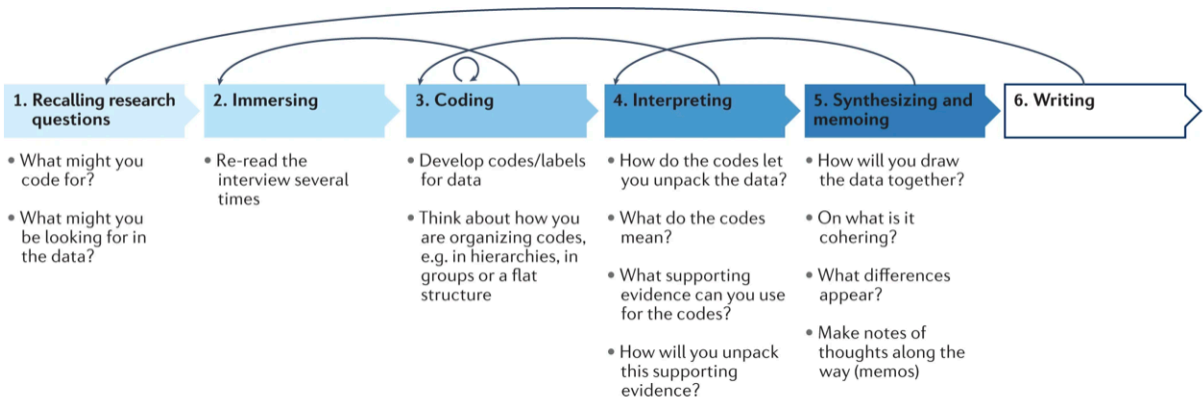 1. Recalling research
questions
2. Immersing
3. Coding
4. Interpreting
5. Synthesizing and
memoing
6. Writing
• What might you
code for?
• What might you
be looking for in
the data?
• Re-read the
interview several
times
• Develop codes/labels
for data
• Think about how you
are organizing codes,
e.g. in hierarchies, in
groups or a flat
structure
• How do the codes let
you unpack the data?
• What do the codes
mean?
• What supporting
evidence can you use
for the codes?
• How will you unpack
this supporting
evidence?
• How will you draw
the data together?
• On what is it
cohering?
• What differences
appear?
• Make notes of
thoughts along the
way (memos)